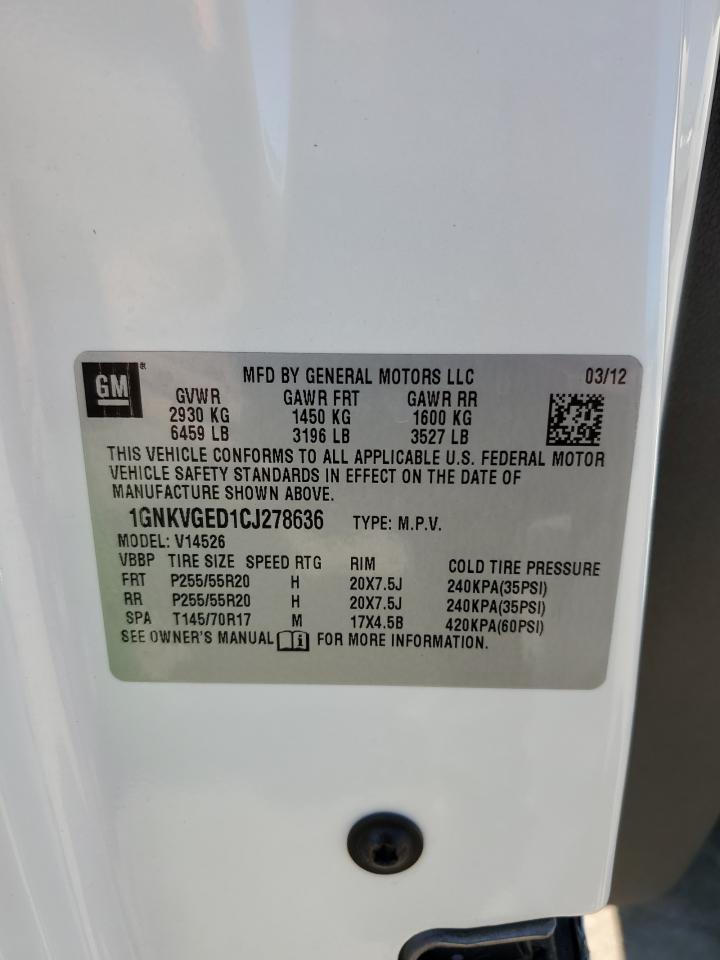 GM® MFD BY GENERAL MOTORS LLC 03/12
GVWR GAWR FRT GAWR RR
2930 KG 1450 KG 1600 KG
6459 LB 3196 LB 3527 LB
THIS VEHICLE CONFORMS TO ALL APPLICABLE U.S. FEDERAL MOTOR
VEHICLE SAFETY STANDARDS IN EFFECT ON THE DATE OF
MANUFACTURE SHOWN ABOVE.
1GNKVGED1CJ278636 TYPE: M.P.V.
MODEL: V14526
VBBP TIRE SIZE SPEED RTG RIM COLD TIRE PRESSURE
FRT P255/55R20 H 20X7.5J 240KPA(35PSI)
RR P255/55R20 H 20X7.5J 240KPA(35PSI)
SPA T145/70R17 M 17X4.5B 420KPA(60PSI)
SEE OWNER'S MANUAL FOR MORE INFORMATION.